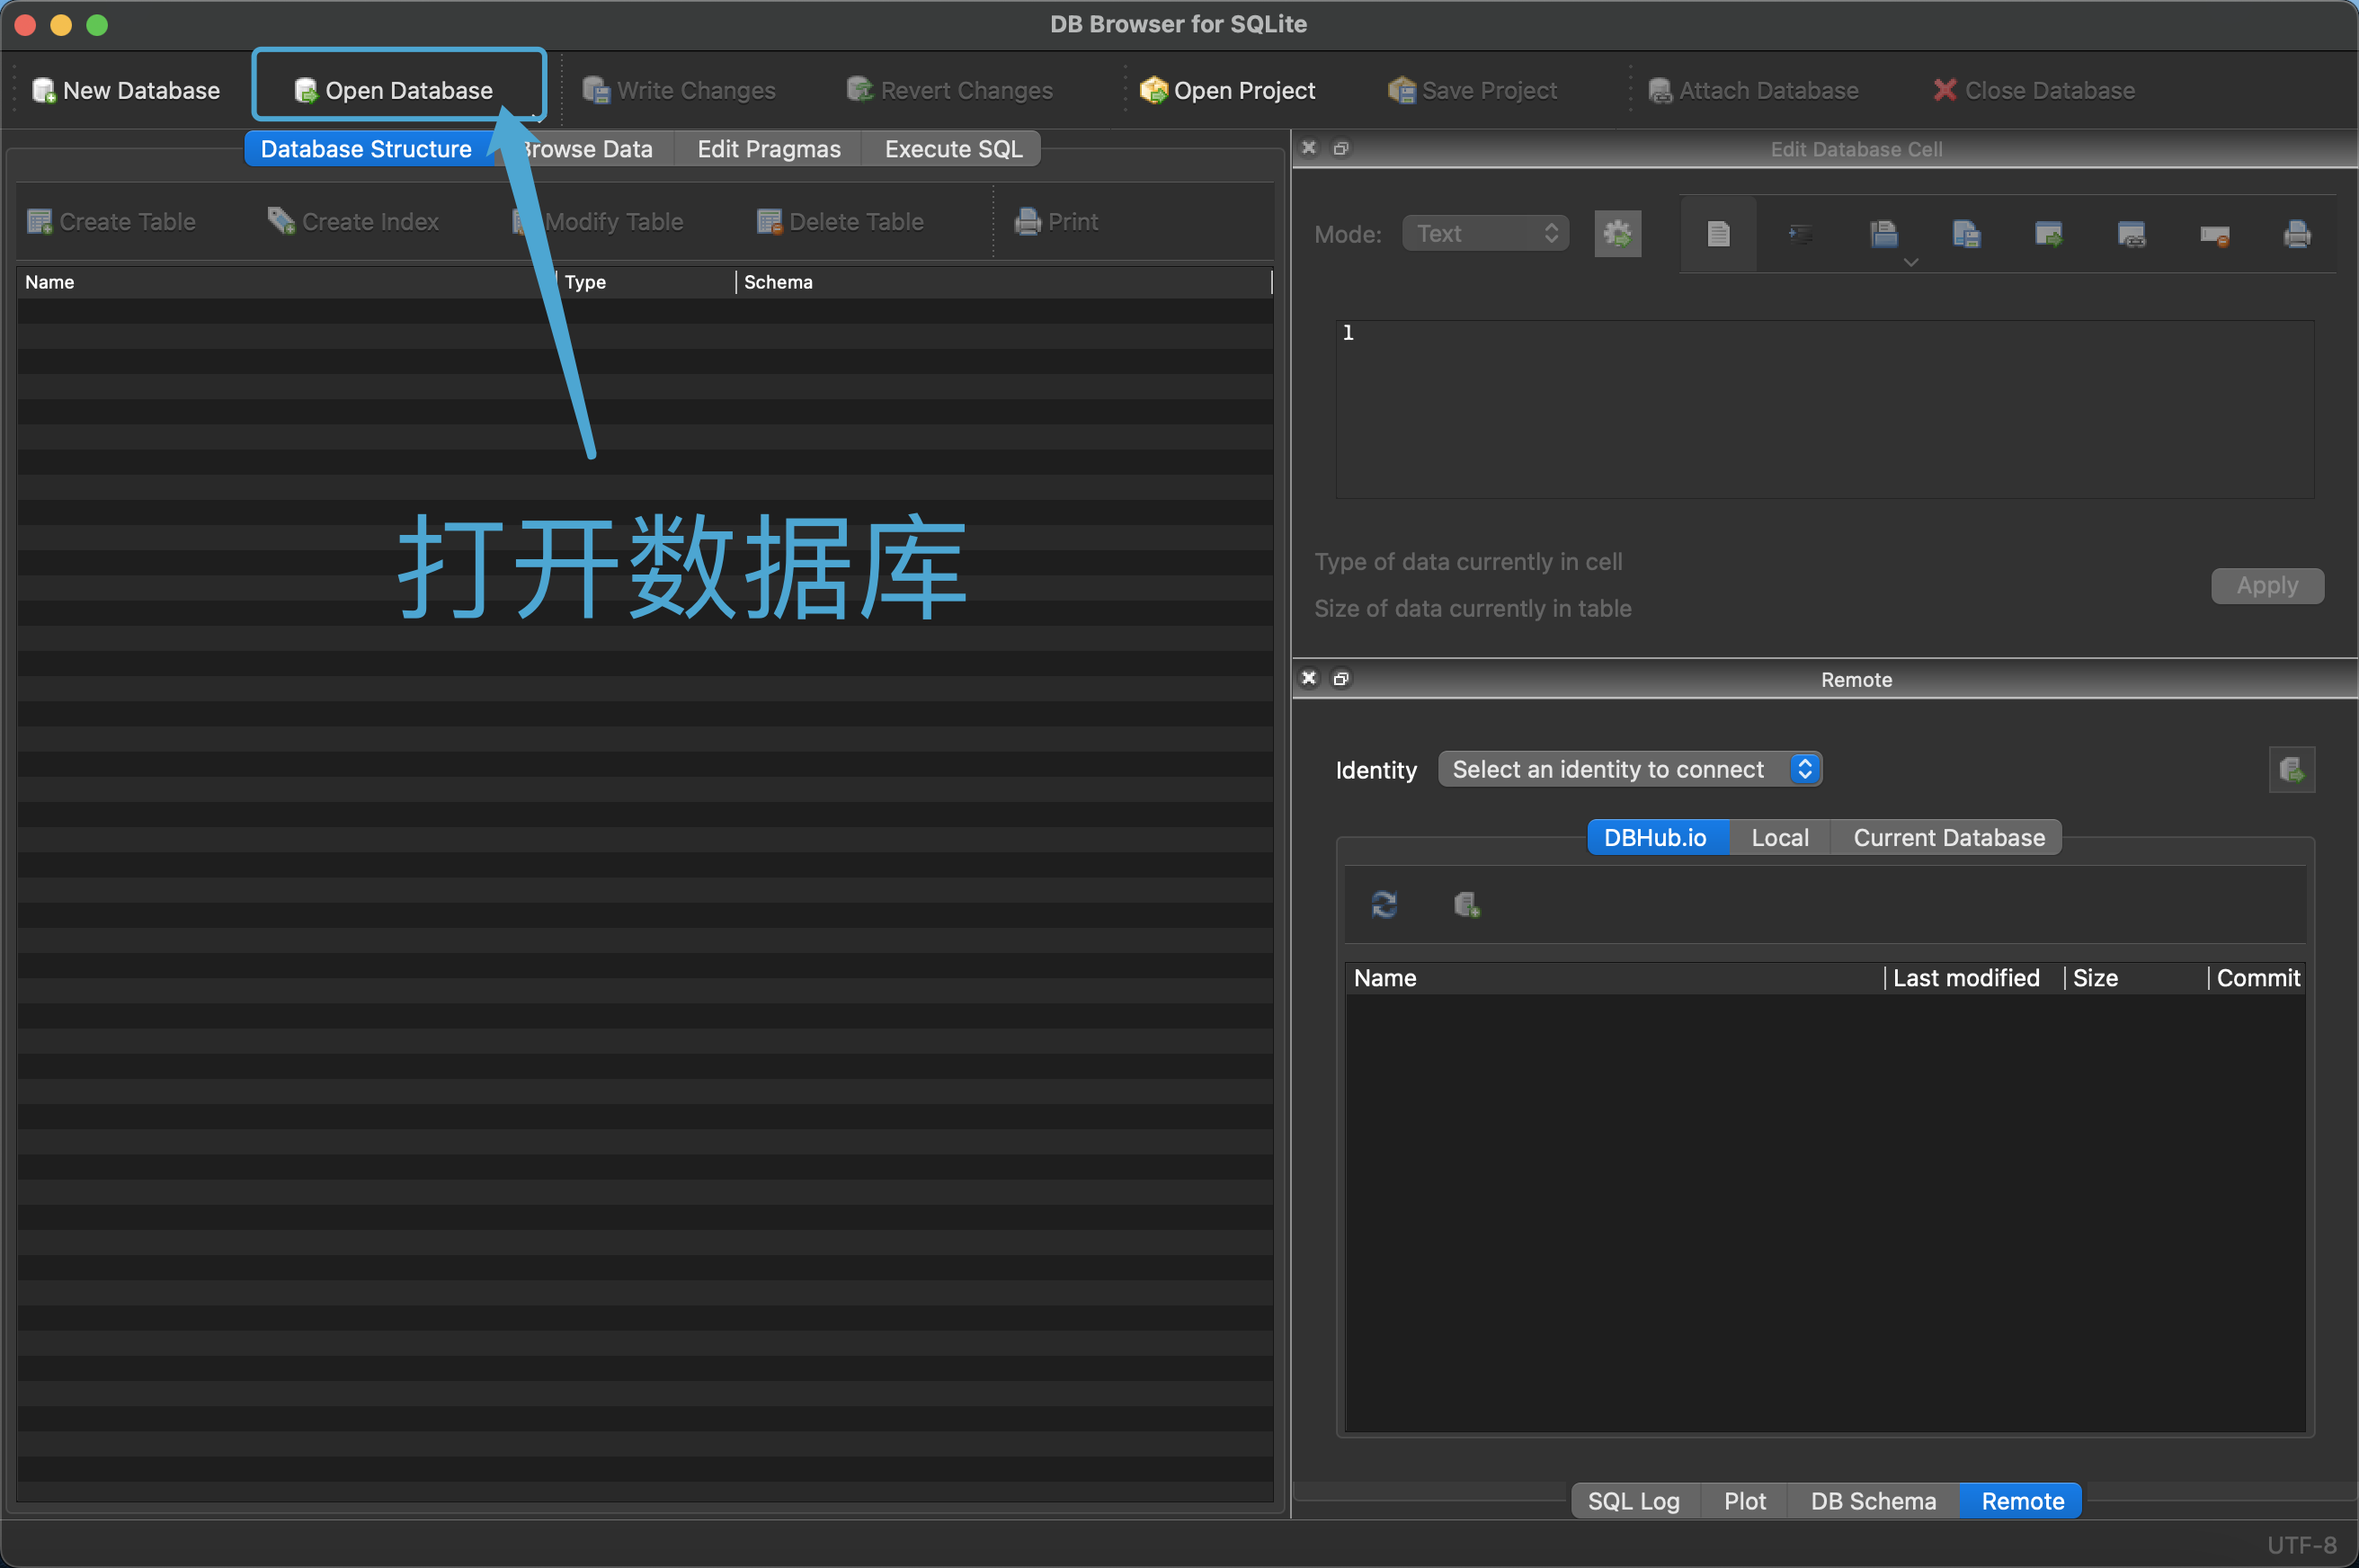 DB Browser for SQLite
New Database
Open Database
Write Changes
Revert Changes
Open Project
Save Project
Attach Database
Close Database
Database Structure
Browse Data
Edit Pragmas
Execute SQL
Create Table
Create Index
Modify Table
Delete Table
Print
Name
Type
Schema
打开数据库
Edit Database Cell
Mode:
Text
1
Type of data currently in cell
Size of data currently in table
Apply
Remote
Identity
Select an identity to connect
DBHub.io
Local
Current Database
Name
Last modified
Size
Commit
SQL Log
Plot
DB Schema
Remote
UTF-8